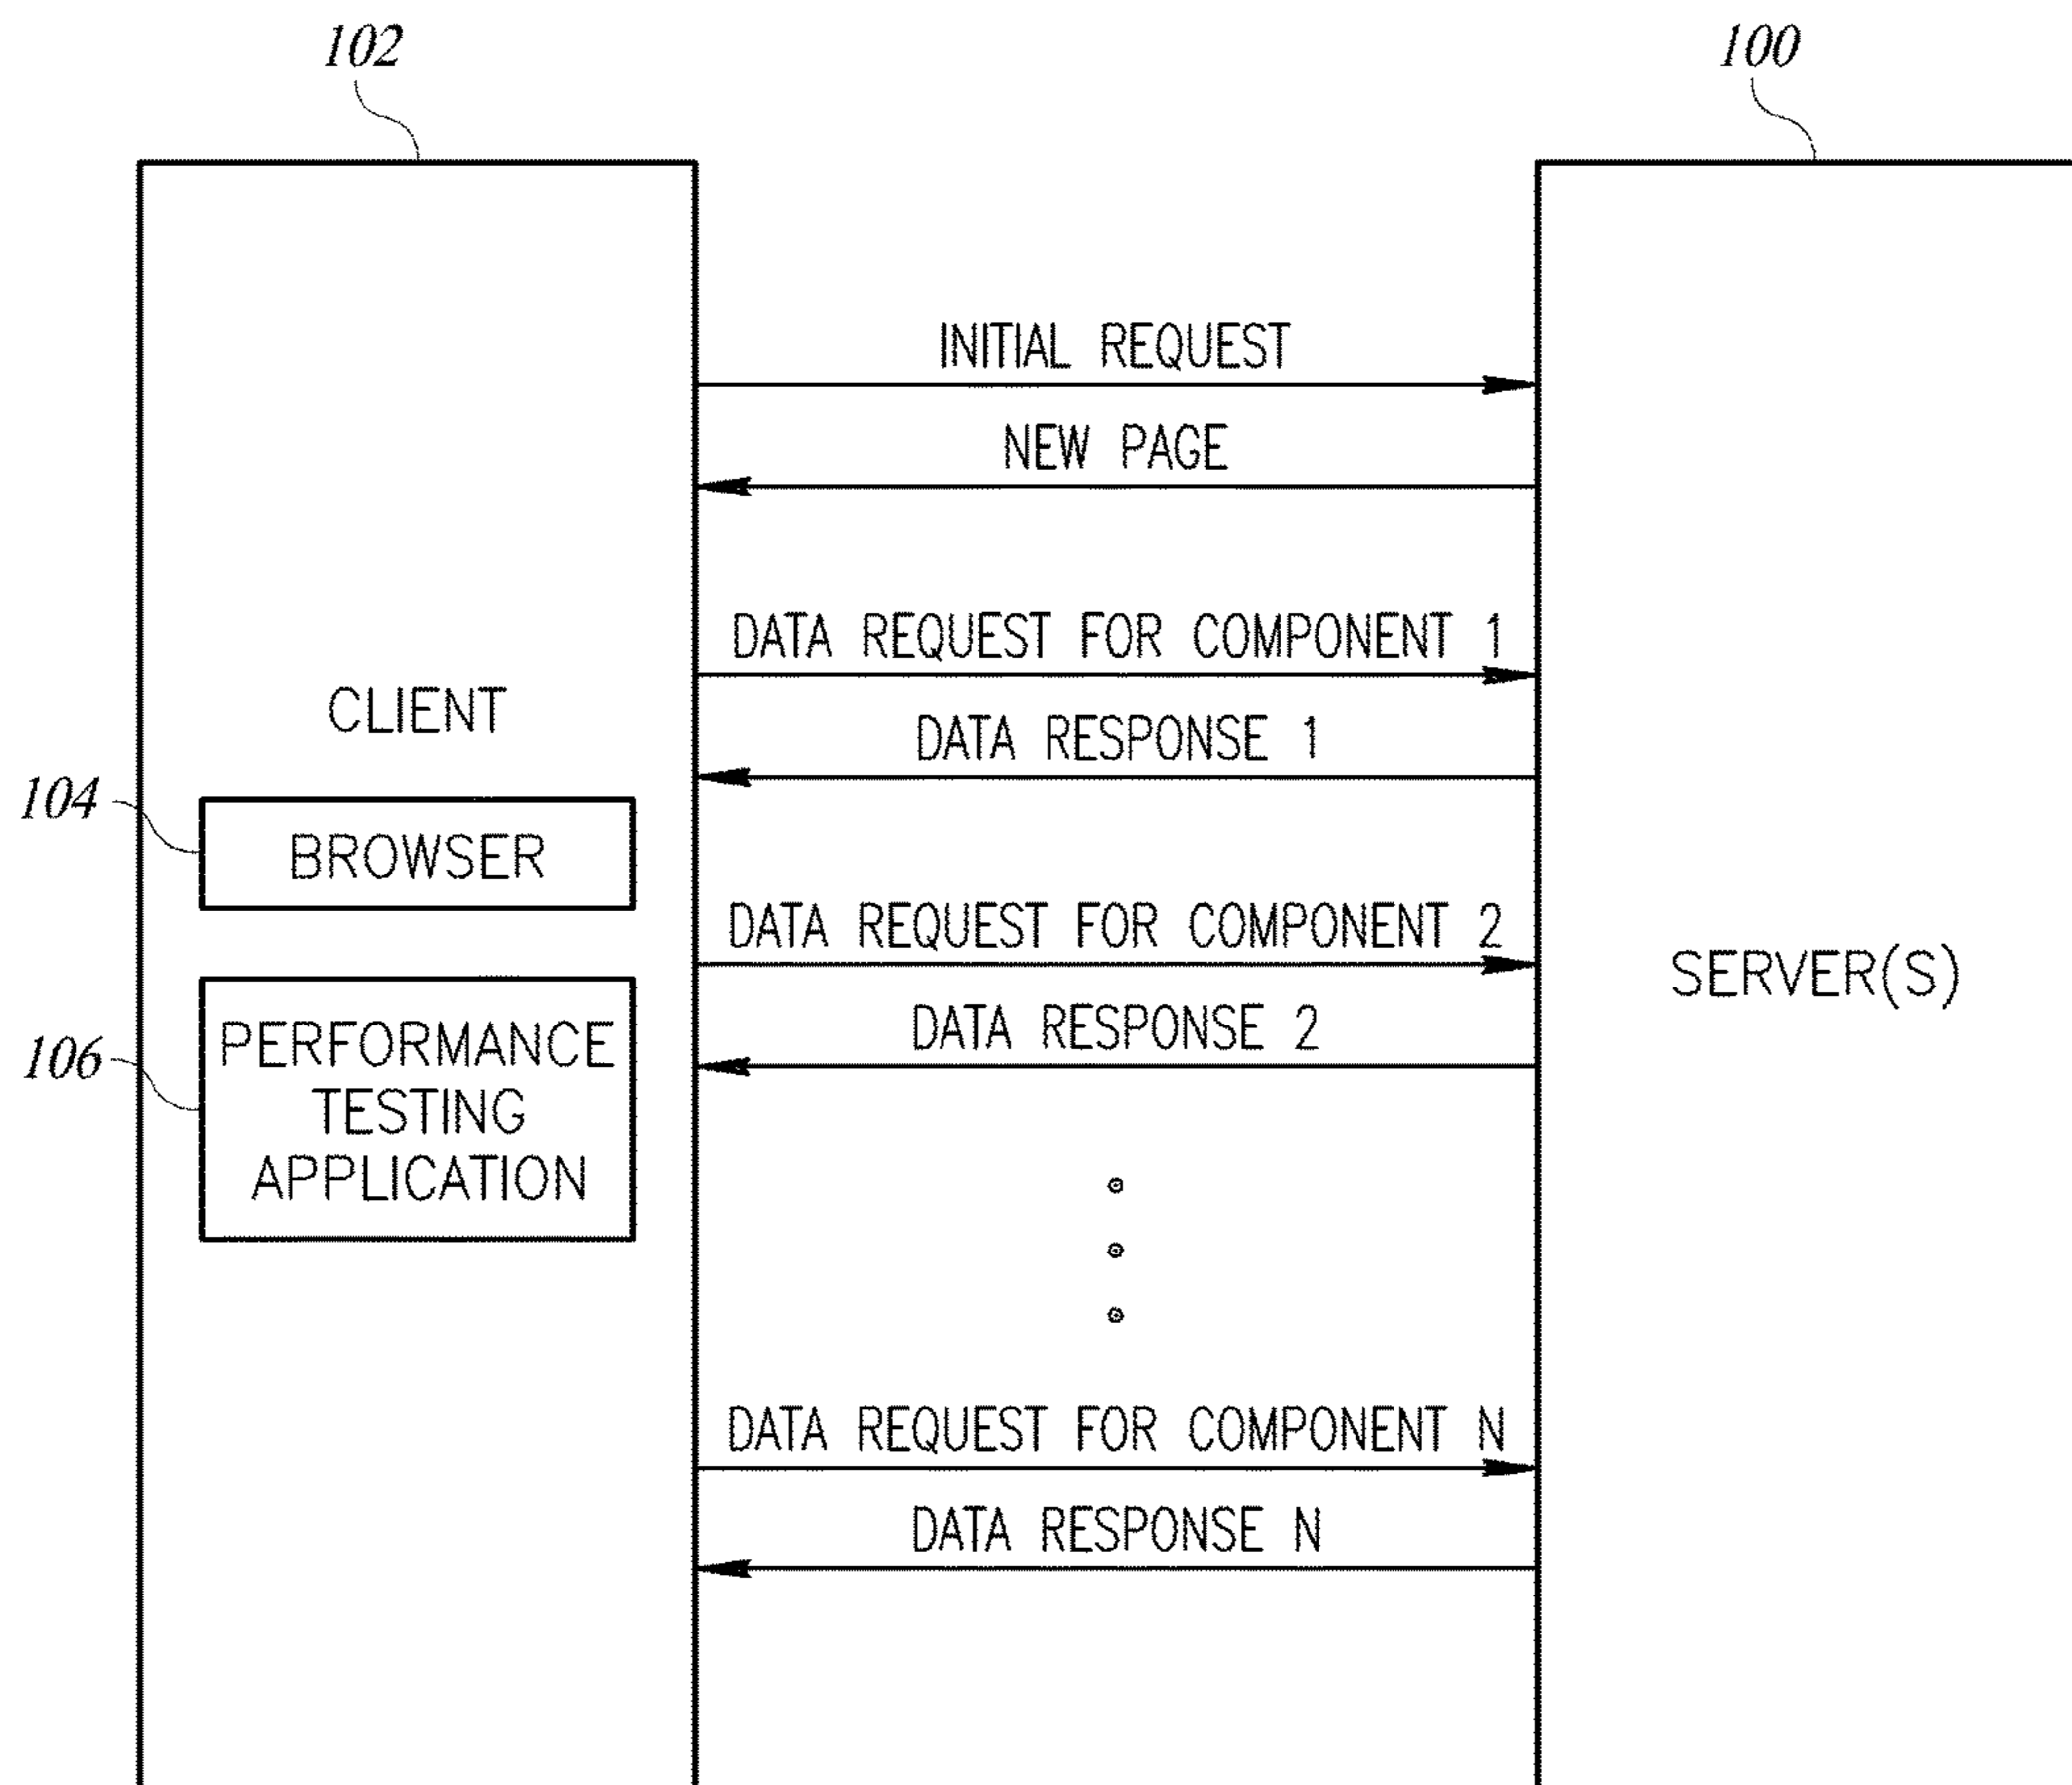 102
100
INITIAL REQUEST
NEW PAGE
DATA REQUEST FOR COMPONENT 1
CLIENT
DATA RESPONSE 1
104
BROWSER
DATA REQUEST FOR COMPONENT 2
SERVER(S)
DATA RESPONSE 2
106
PERFORMANCE
TESTING
APPLICATION
DATA REQUEST FOR COMPONENT N
DATA RESPONSE N